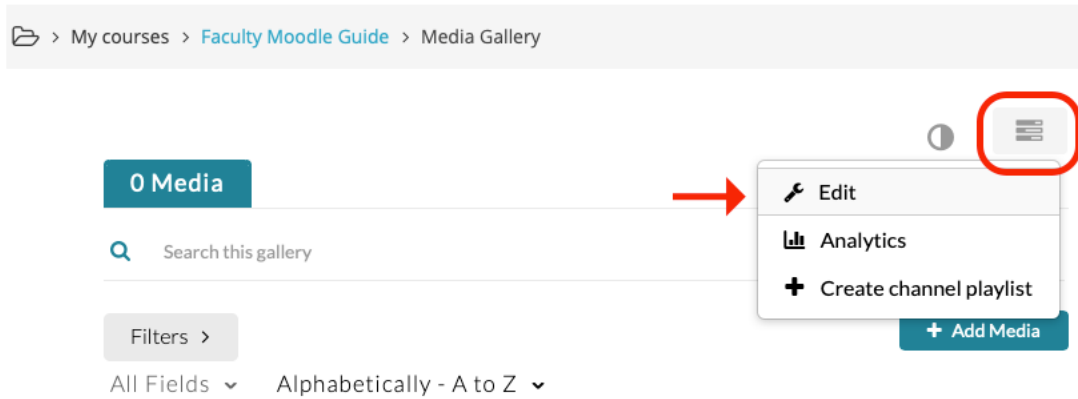 > My courses > Faculty Moodle Guide > Media Gallery
0 Media
Edit
Search this gallery
Analytics
Create channel playlist
Filters >
+ Add Media
All Fields
Alphabetically - A to Z